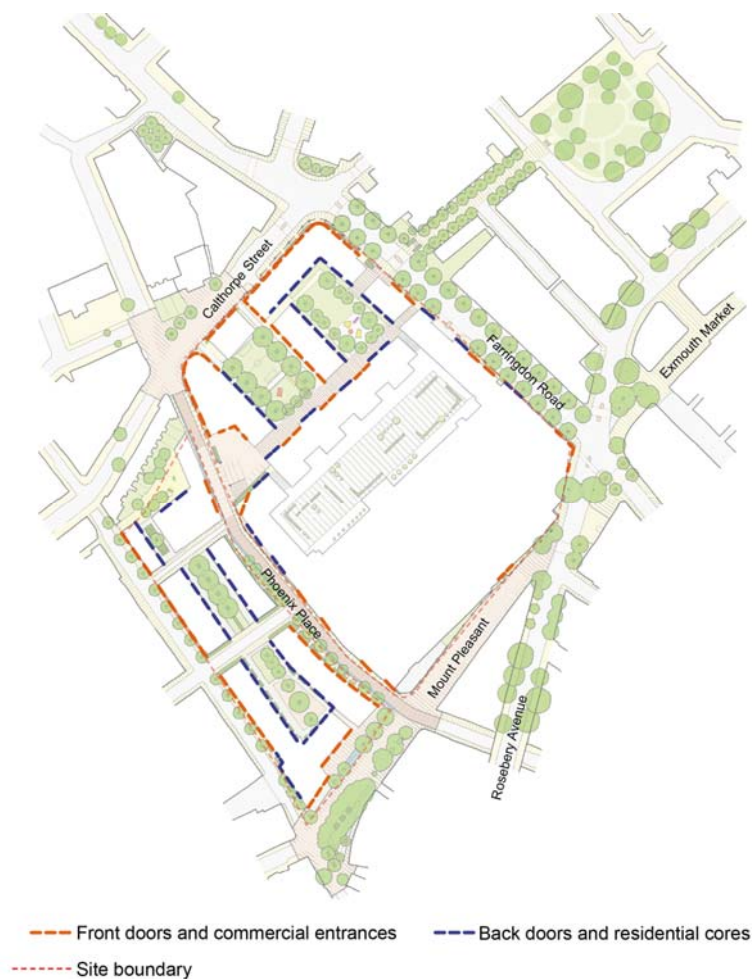 Calthorpe Street
Farringdon Road
Exmouth Market
Phoenix Place
Mount Pleasant
Rosebery Avenue
Front doors and commercial entrances
Back doors and residential cores
Site boundary